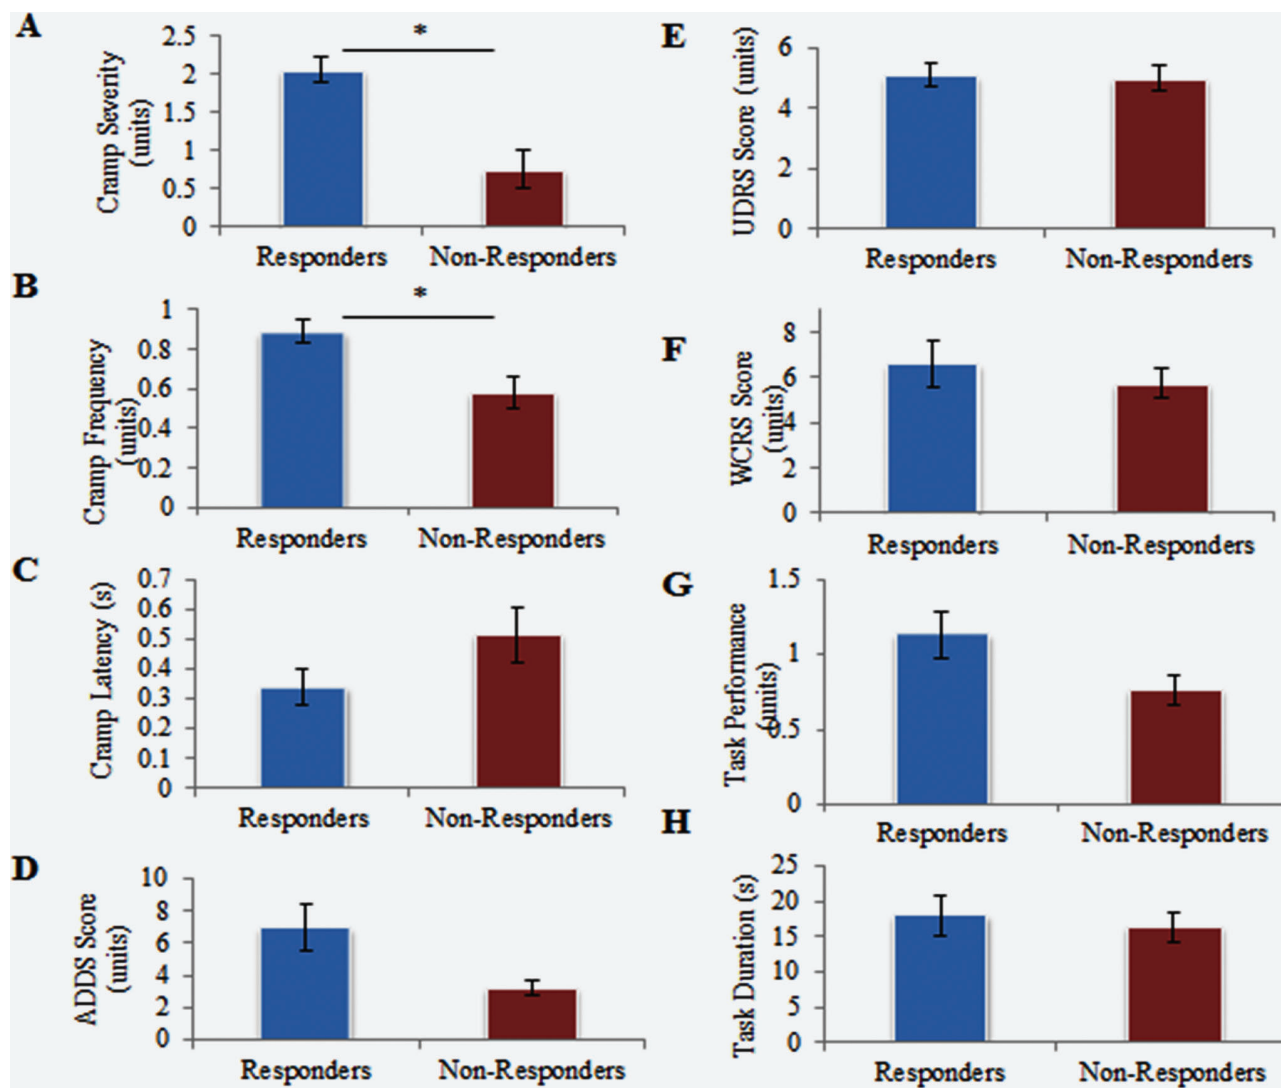 A
Cramp Severity
(units)
2.5
2
1.5
1
0.5
0
*
Responders
Non-Responders
B
Cramp Frequency
(units)
1
0.8
0.6
0.4
0.2
0
*
Responders
Non-Responders
C
Cramp Latency (s)
0.7
0.6
0.5
0.4
0.3
0.2
0.1
0
Responders
Non-Responders
D
ADDS Score
(units)
10
8
6
4
2
0
Responders
Non-Responders
E
UDRS Score (units)
6
4
2
0
Responders
Non-Responders
F
WCRS Score
(units)
8
6
4
2
0
Responders
Non-Responders
G
Task Performance
(units)
1.5
1
0.5
0
Responders
Non-Responders
H
Task Duration (s)
25
20
15
10
5
0
Responders
Non-Responders